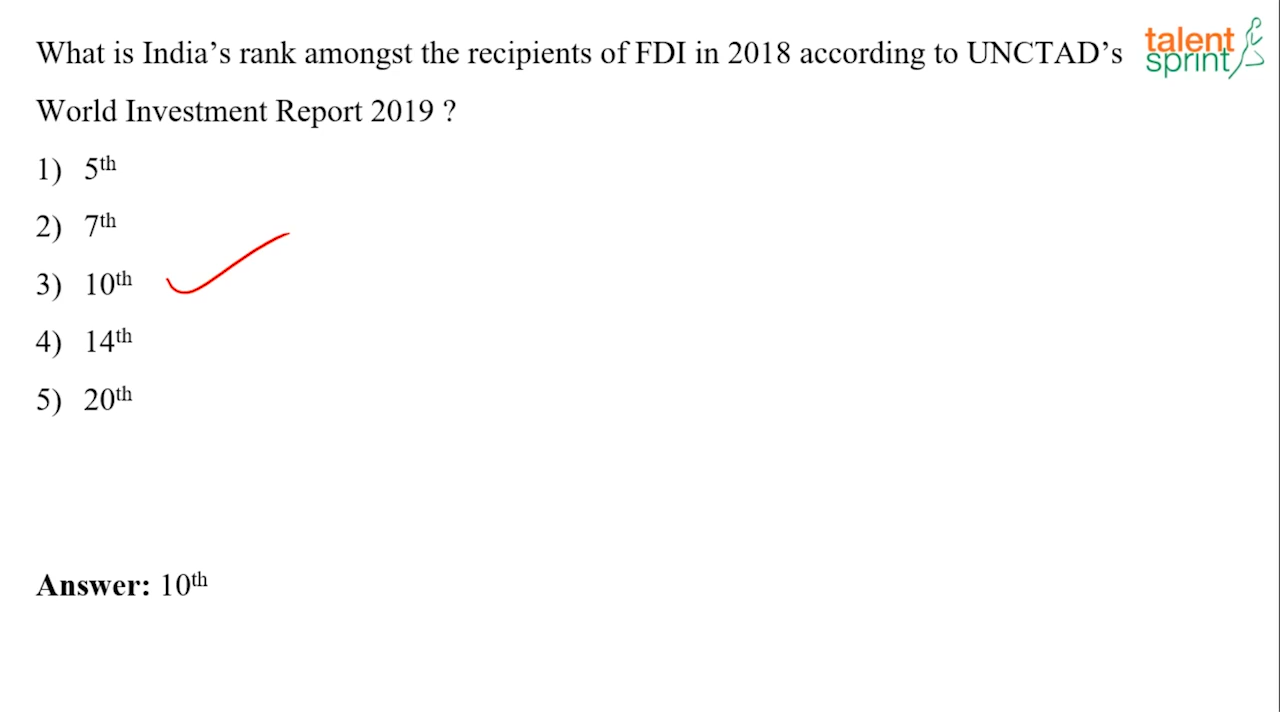 What is India’s rank amongst the recipients of FDI in 2018 according to UNCTAD’s
talent
sprint
World Investment Report 2019 ?
1) 5th
2) 7th
3) 10th
4) 14th
5) 20th
Answer: 10th